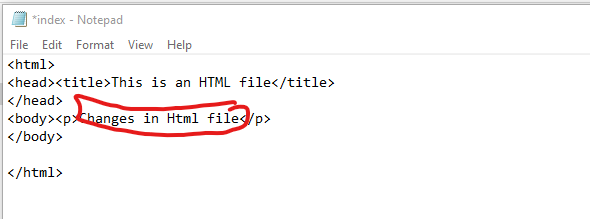 *index - Notepad
File Edit Format View Help
<html>
<head><title>This is an HTML file</title>
</head>
<body><p>Changes in Html file</p>
</body>
</html>